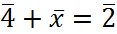 4̅ + x̅ = 2̅